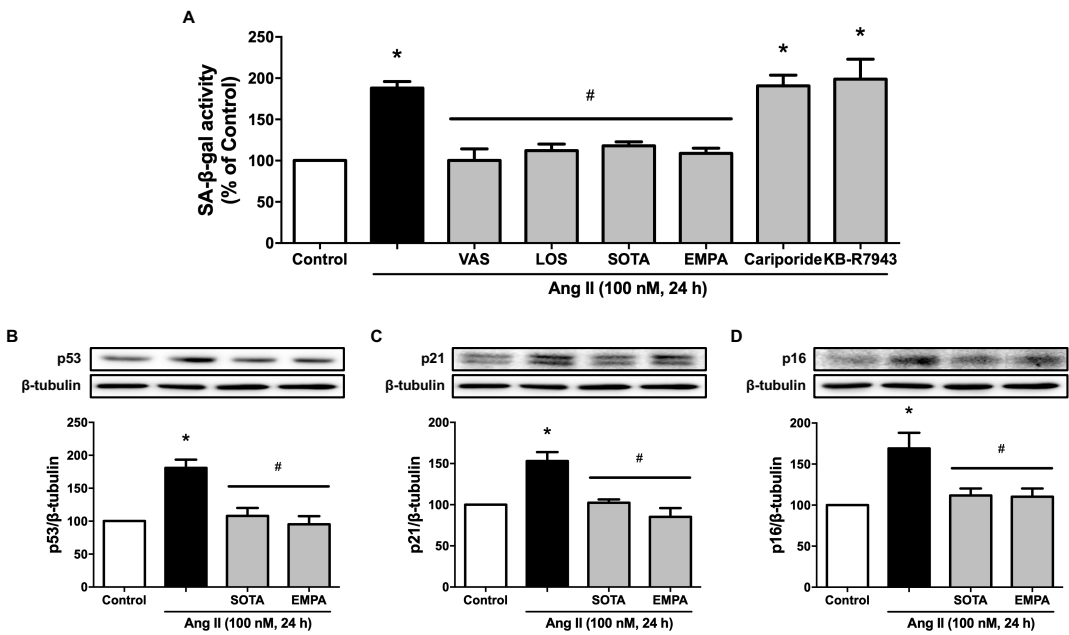 A
SA-β-gal activity
(% of Control)
250
200
150
100
50
0
*
#
*
*
Control
VAS
LOS
SOTA
EMPA
Cariporide
KB-R7943
Ang II (100 nM, 24 h)
B
p53
β-tubulin
p53/β-tubulin
250
200
150
100
50
0
*
#
Control
SOTA
EMPA
Ang II (100 nM, 24 h)
C
p21
β-tubulin
p21/β-tubulin
200
150
100
50
0
*
#
Control
SOTA
EMPA
Ang II (100 nM, 24 h)
D
p16
β-tubulin
p16/β-tubulin
200
150
100
50
0
*
#
Control
SOTA
EMPA
Ang II (100 nM, 24 h)